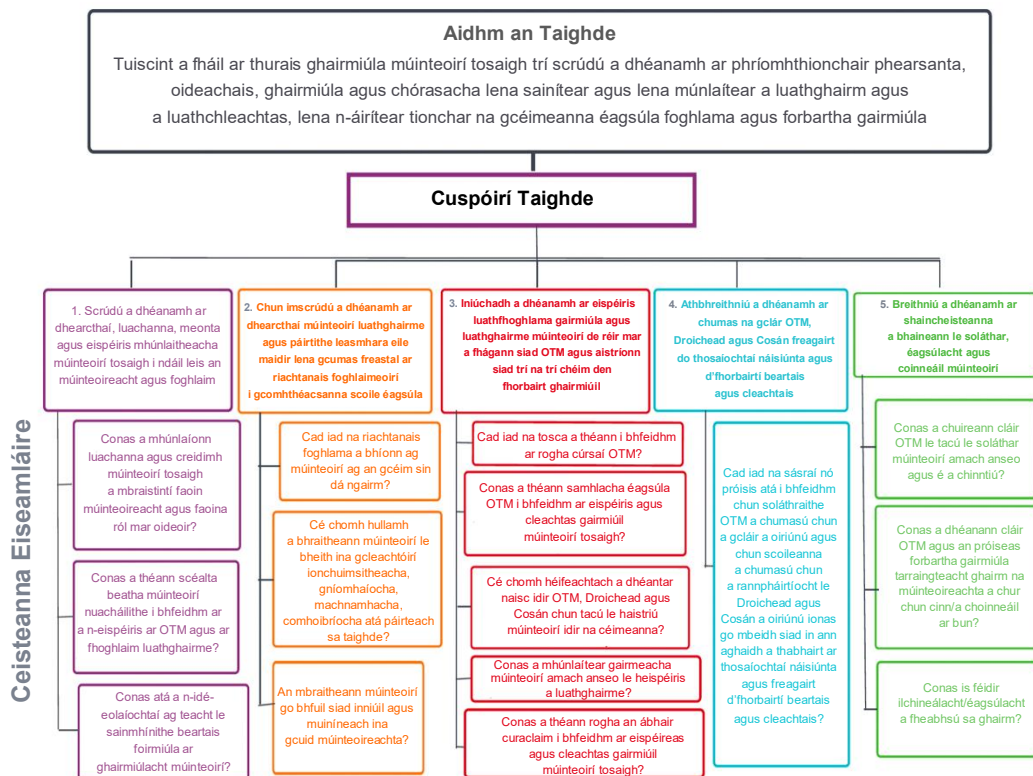 Aidhm an Taighde
Tuiscint a fháil ar thurais ghairmiúla múinteoirí tosaigh trí scrúdú a dhéanamh ar phríomhthionchair phearsanta,
oideachais, ghairmiúla agus chórasacha lena sainítear agus lena múnlaítear a luathghairm agus
a luathchleachtas, lena n-áirítear tionchar na gcéimeanna éagsúla foghlama agus forbartha gairmiúla
Cuspóirí Taighde
1. Scrúdú a dhéanamh ar
dhearcthaí, luachanna, meonta
agus eispéiris mhúnlaitheacha
múinteoirí tosaigh i ndáil leis an
múinteoireacht agus foghlaim
2. Chun imscrúdú a dhéanamh ar
dhearcthaí múinteoirí luathghairme
agus páirtithe leasmhara eile
maidir lena gcumas freastal ar
riachtanais foghlaimeoirí
i gcomhthéacsanna scoile éagsúla
3. Iniúchadh a dhéanamh ar eispéiris
luathfhoghlama gairmiúla agus
luathghairme múinteoirí de réir mar
a fhágann siad OTM agus aistríonn
siad trí na trí chéim den
fhorbairt ghairmiúil
4. Athbhreithniú a dhéanamh ar
chumas na gclár OTM,
Droichead agus Cosán freagairt
do thosaíochtaí náisiúnta agus
d'fhorbairtí beartais
agus cleachtais
5. Breithniú a dhéanamh ar
shaincheisteanna
a bhaineann le soláthar,
éagsúlacht agus
coinneáil múinteoirí
Ceisteanna Eiseamláire
Conas a mhúnlaíonn
luachanna agus creidimh
múinteoirí tosaigh
a mbraistintí faoin
múinteoireacht agus faoina
ról mar oideoir?
Conas a théann scéalta
beatha múinteoirí
nuacháilithe i bhfeidhm ar
a n-eispéiris ar OTM agus ar
fhoghlaim luathghairme?
Conas atá a n-idé-
eolaíochtaí ag teacht le
sainmhínithe beartais
foirmiúla ar
ghairmiúlacht múinteoirí?
Cad iad na riachtanais
foghlama a bhíonn ag
múinteoirí ag an gcéim sin
dá ngairm?
Cé chomh hullamh
a bhraitheann múinteoirí le
bheith ina gcleachtóirí
ionchuimsitheacha,
gníomhaíocha,
machnamhacha,
comhoibríocha atá páirteach
sa taighde?
An mbraitheann múinteoirí
go bhfuil siad inniúil agus
muiníneach ina
gcuid múinteoireachta?
Cad iad na tosca a théann i bhfeidhm
ar rogha cúrsaí OTM?
Conas a théann samhlacha éagsúla
OTM i bhfeidhm ar eispéiris agus
cleachtas gairmiúil
múinteoirí tosaigh?
Cé chomh héifeachtach a dhéantar
naisc idir OTM, Droichead agus
Cosán chun tacú le haistriú
múinteoirí idir na céimeanna?
Conas a mhúnlaítear gairmeacha
múinteoirí amach anseo le heispéiris
a luathghairme?
Conas a théann rogha an ábhair
curaclaim i bhfeidhm ar
eispéireas agus cleachtas gairmiúil
múinteoirí tosaigh?
Cad iad na sásraí nó
próisis atá i bhfeidhm
chun soláthraithe
OTM a chumasú chun
a gcláir a oiriúnú agus
chun scoileanna
a chumasú chun
a rannpháirtíocht le
Droichead agus
Cosán a oiriúnú ionas
go mbeidh siad in ann
aghaidh a thabhairt ar
thosaíochtaí náisiúnta
agus freagairt
d'fhorbairtí beartais
agus cleachtais?
Conas a chuireann cláir
OTM le tacú le soláthar
múinteoirí amach anseo
agus é a chinntiú?
Conas a dhéanann cláir
OTM agus an próiseas
forbartha gairmiúla
tarraingteacht ghairm na
múinteoireachta a chur
chun cinn/a choinneáil
ar bun?
Conas is féidir
ilchineálacht/éagsúlacht
a fheabhsú sa ghairm?